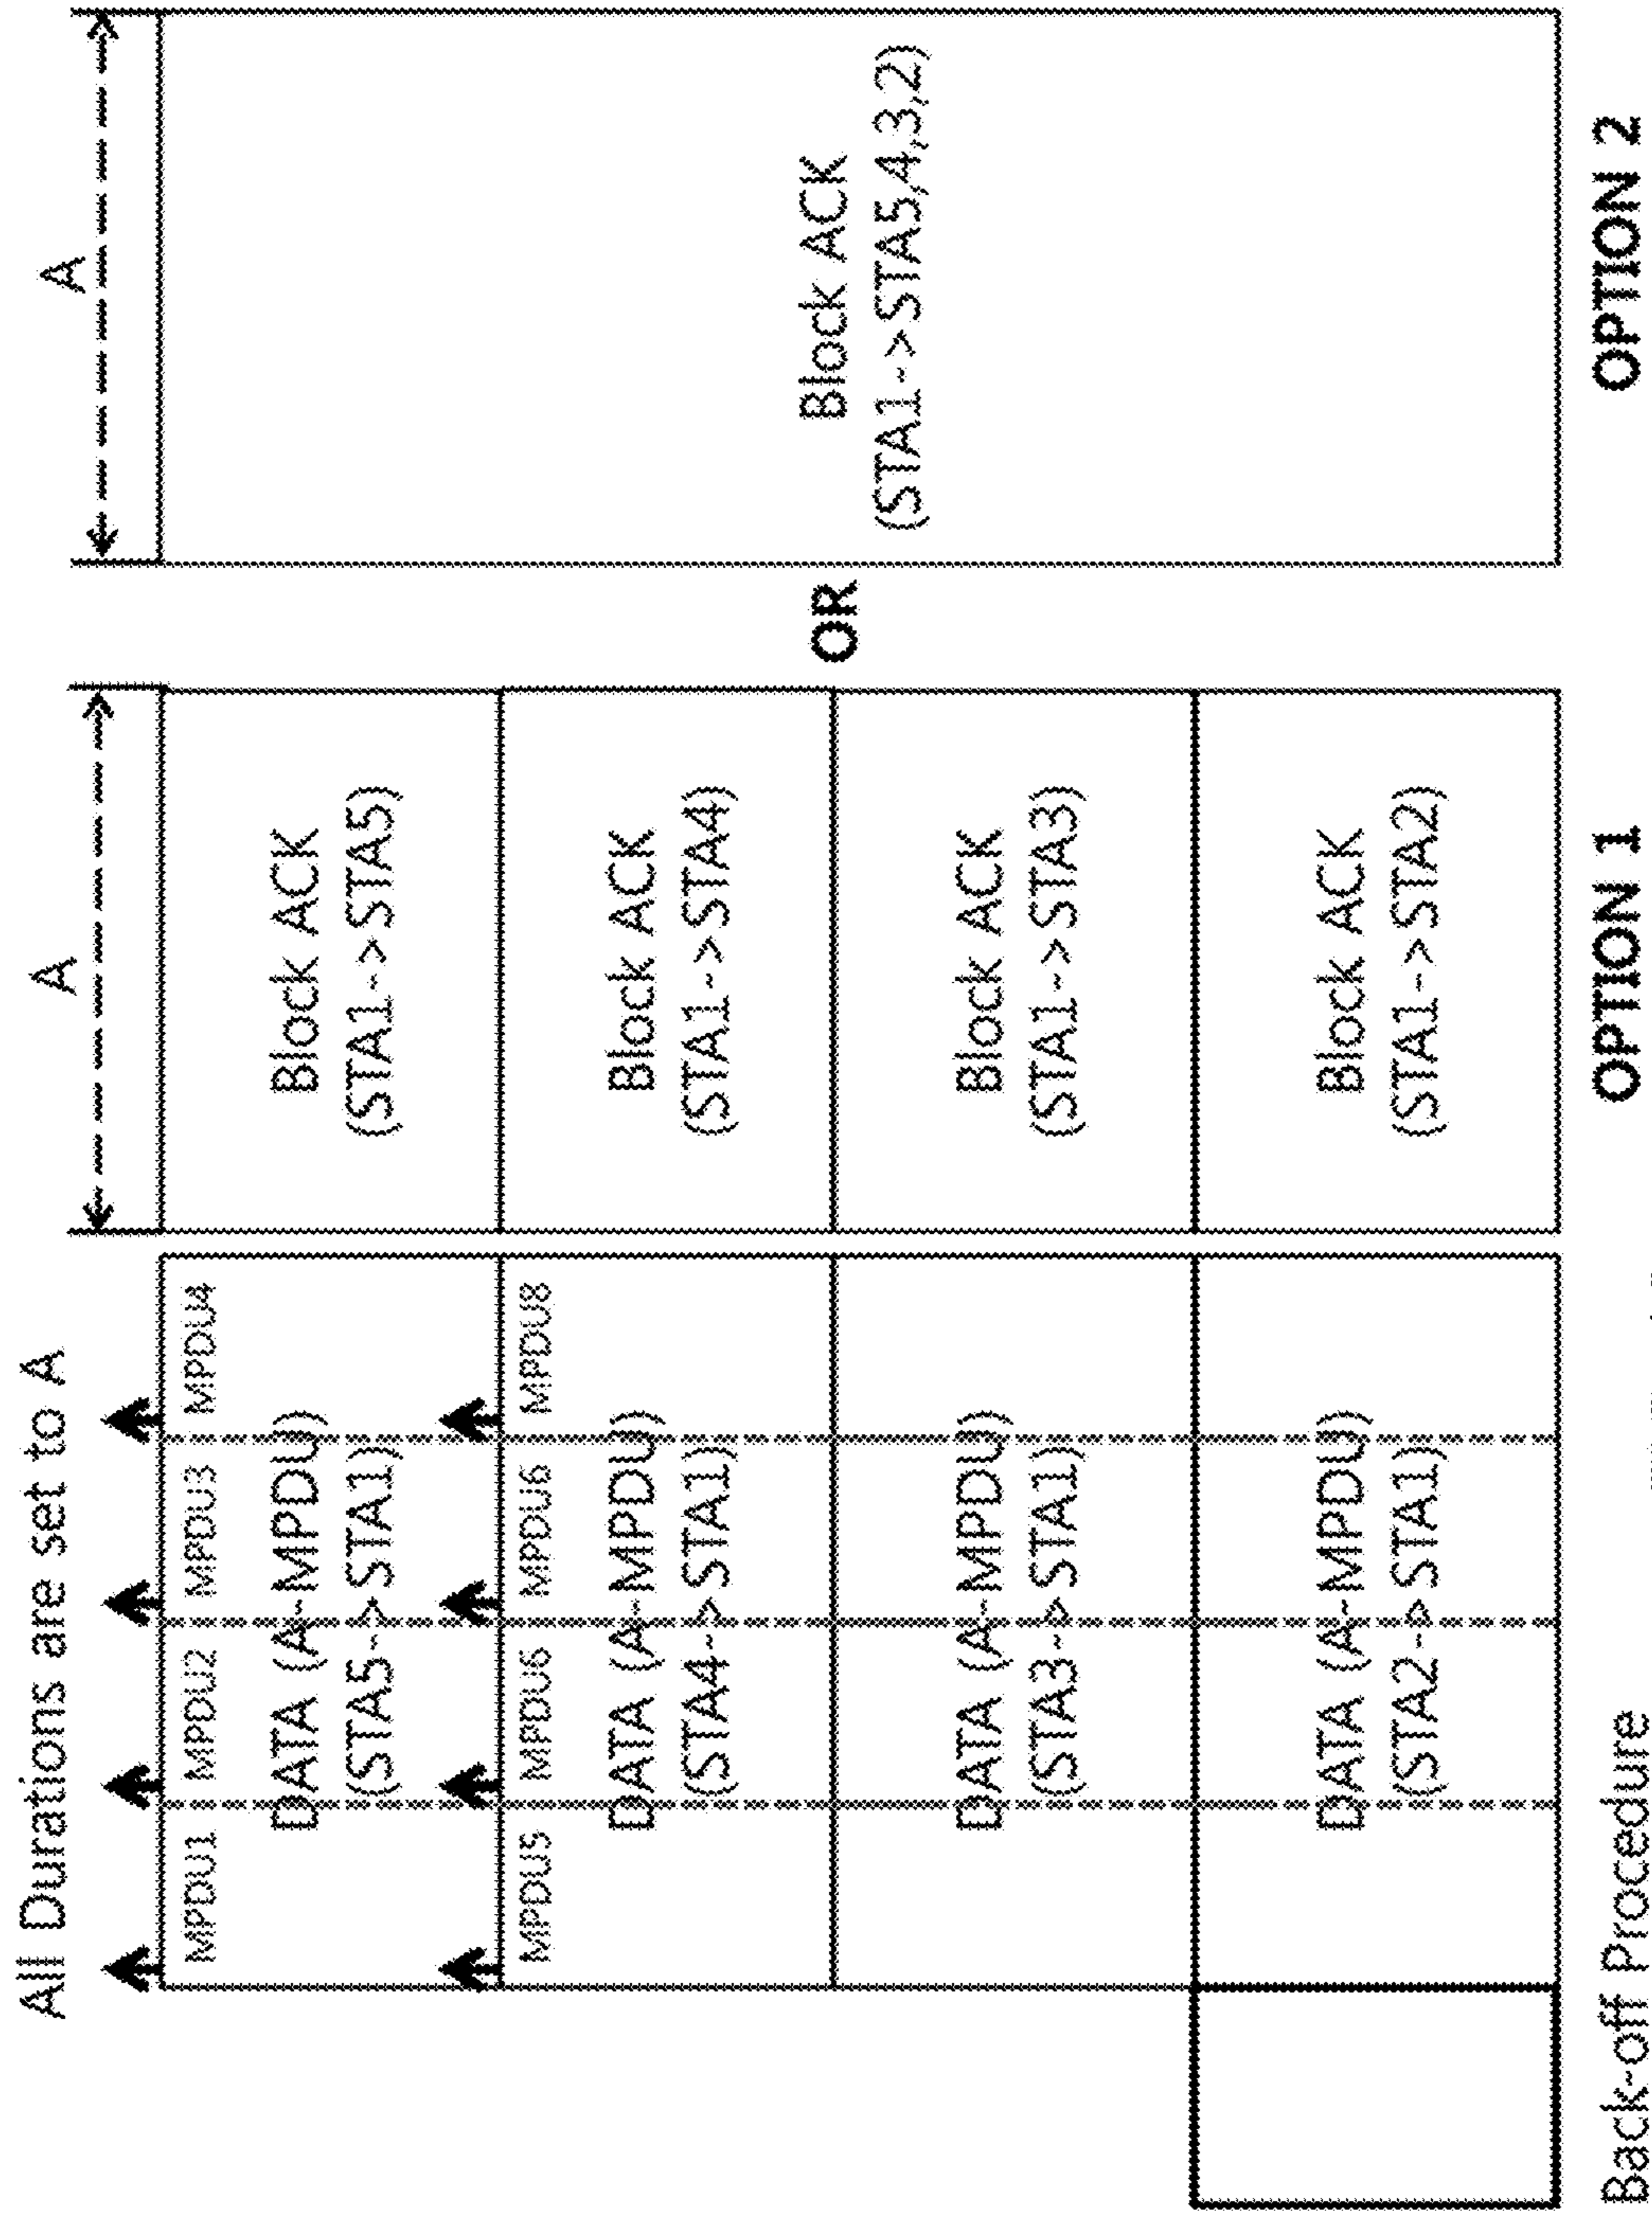 All Durations are set to A
A
A
MPDU1
MPDU2
MPDU3
MPDU4
DATA (A-MPDU)
(STA5->STA1)
Block ACK
(STA1->STA5)
MPDU5
MPDU6
MPDU6
MPDU8
DATA (A-MPDU)
(STA4->STA1)
Block ACK
(STA1->STA4)
OR
Block ACK
(STA1->STA5,4,3,2)
DATA (A-MPDU)
(STA3->STA1)
Block ACK
(STA1->STA3)
DATA (A-MPDU)
(STA2->STA1)
Block ACK
(STA1->STA2)
Back-off Procedure
OPTION 1
OPTION 2